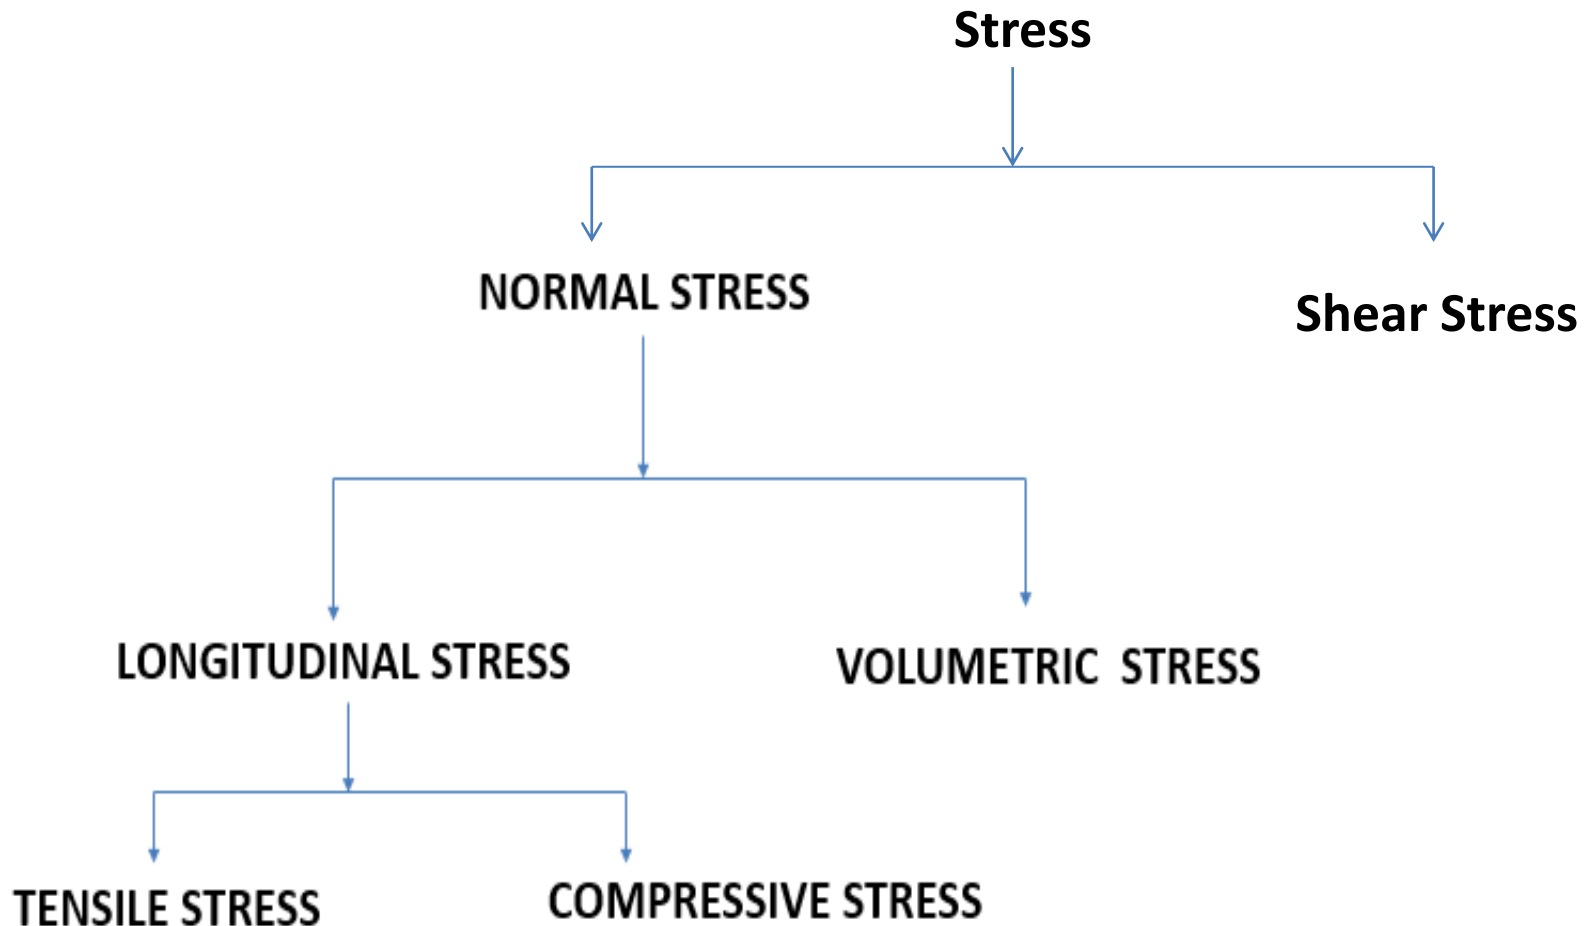 Stress
NORMAL STRESS
Shear Stress
LONGITUDINAL STRESS
VOLUMETRIC STRESS
TENSILE STRESS
COMPRESSIVE STRESS